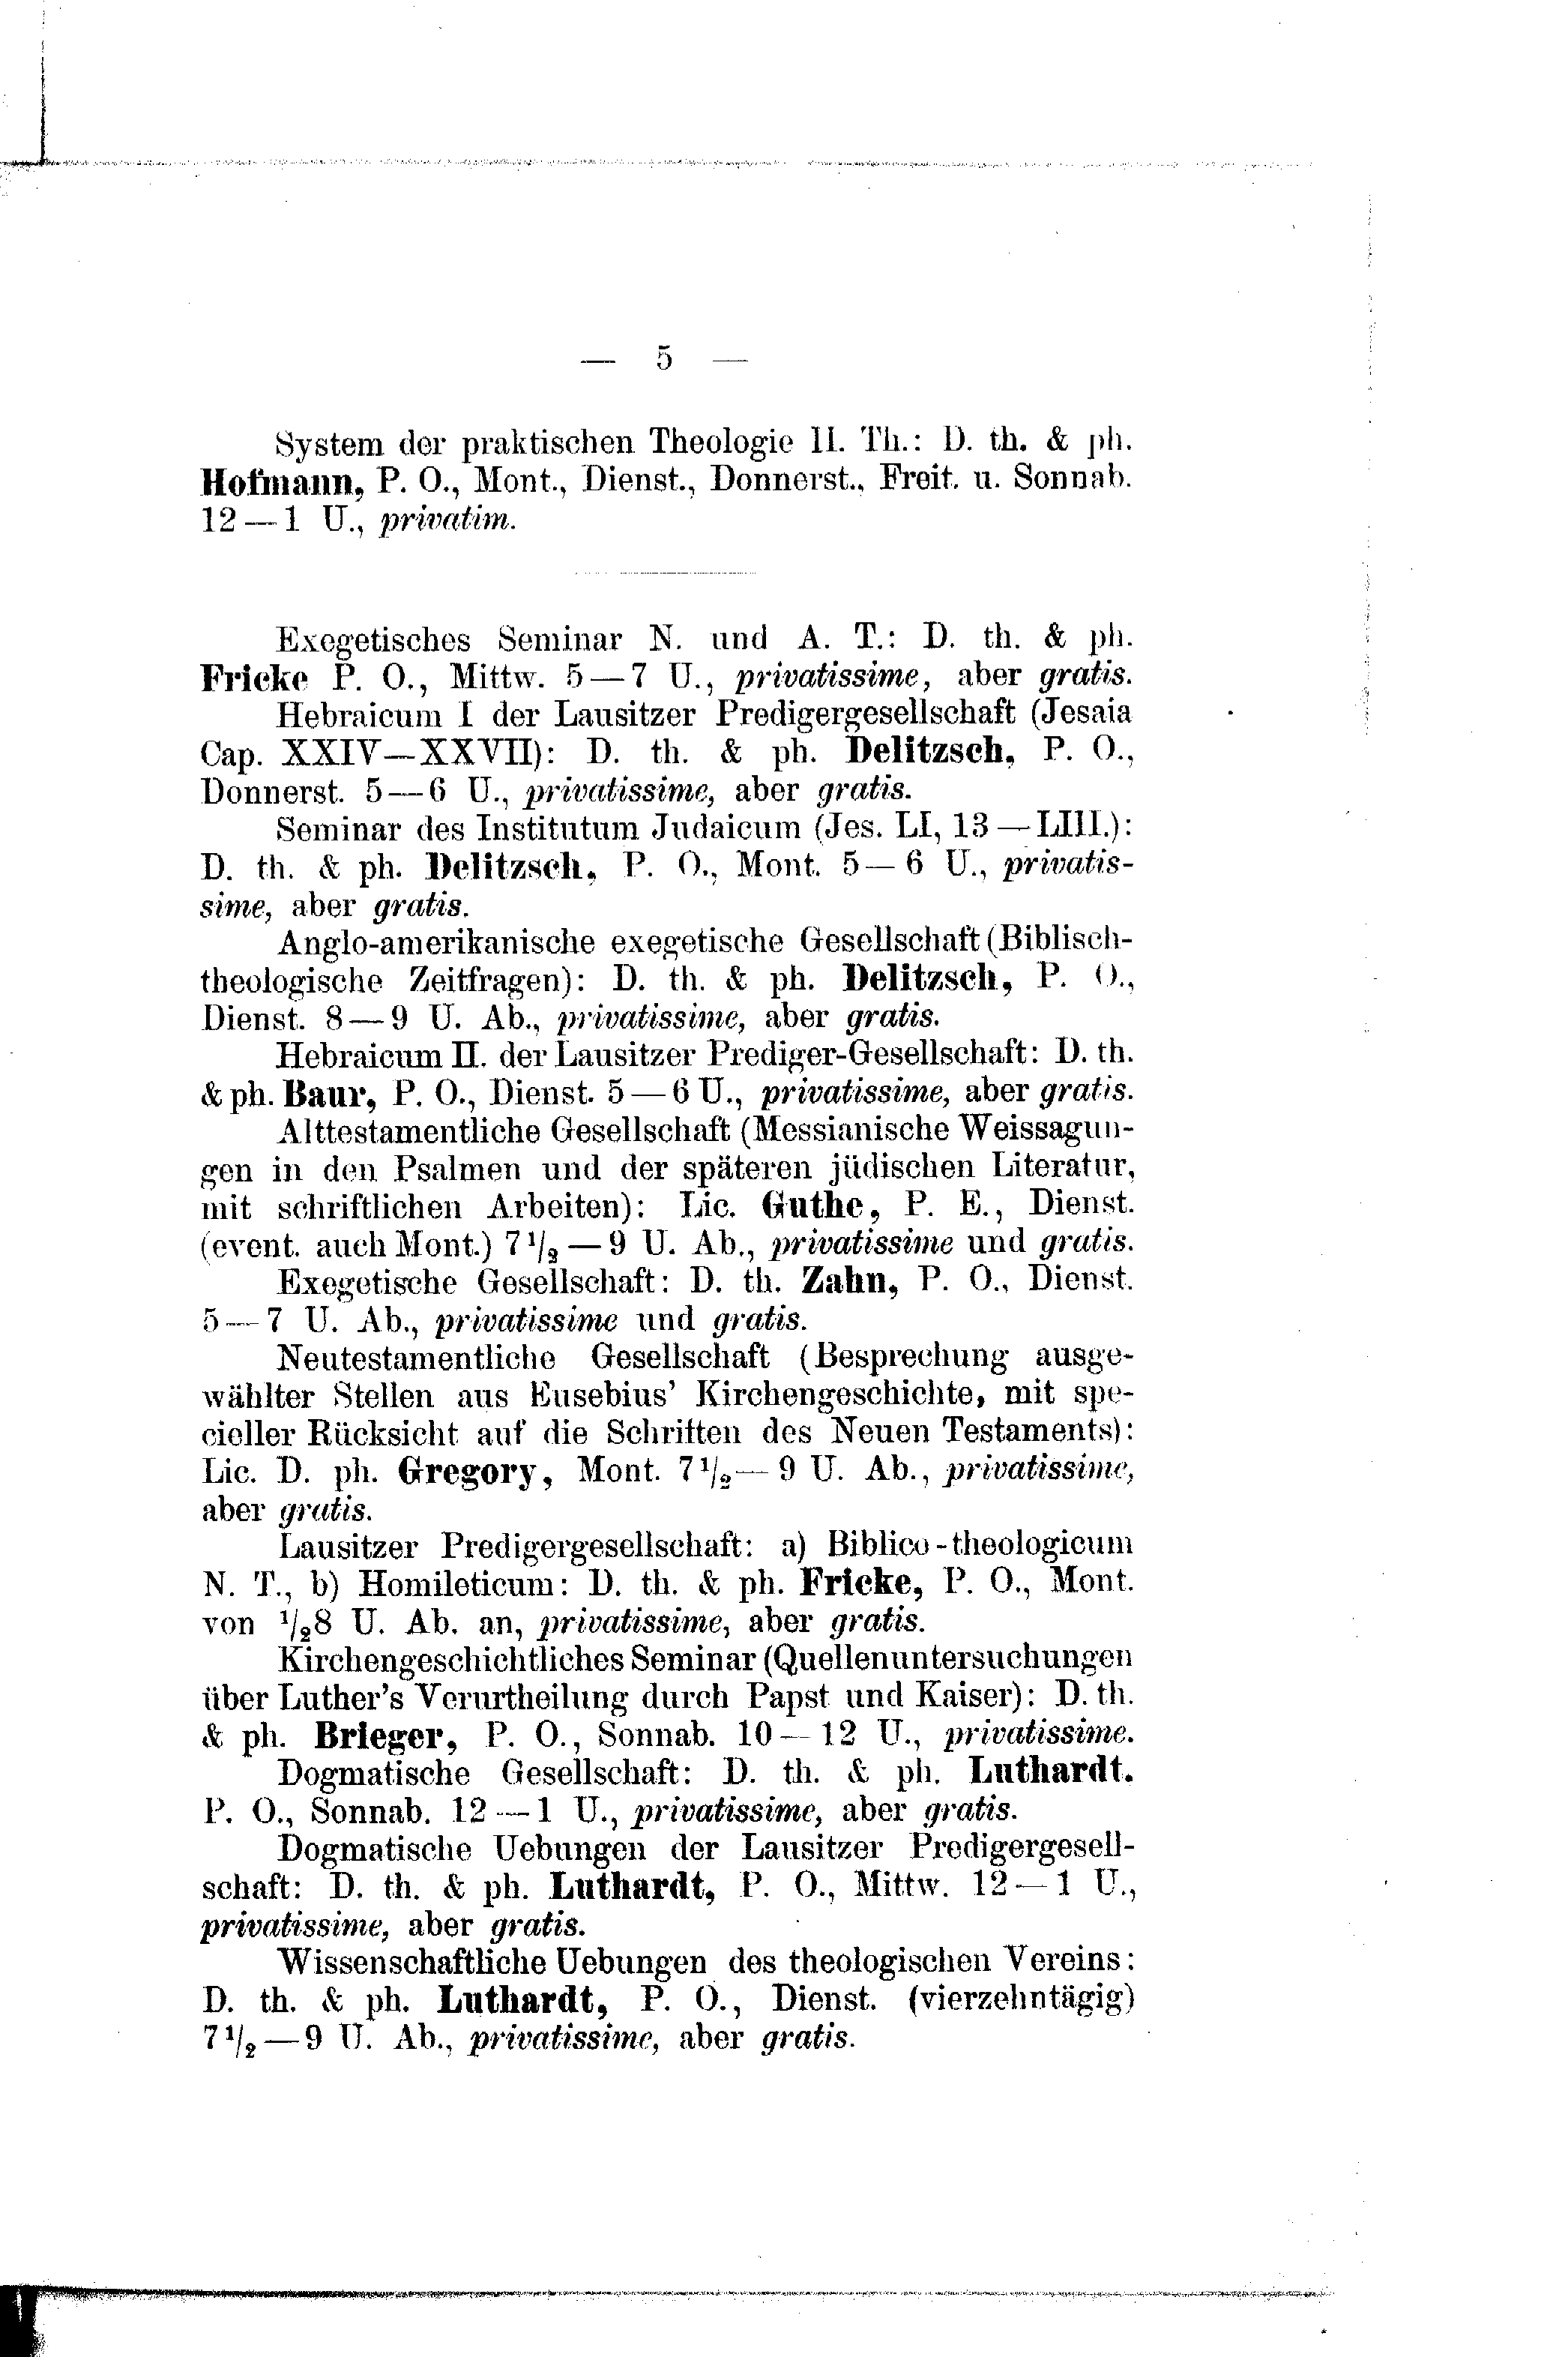 — 5 —
System der praktischen Theologie II. Th.: D. th. & ph.
Hofmann, P. O., Mont., Dienst., Donnerst., Freit. u. Sonnab.
12—1 U., privatim.
Exegetisches Seminar N. und A. T.: D. th. & ph.
Fricke P. O., Mittw. 5—7 U., privatissime, aber gratis.
Hebraicum I der Lausitzer Predigergesellschaft (Jesaia
Cap. XXIV—XXVII): D. th. & ph. Delitzsch, P. O.,
Donnerst. 5—6 U., privatissime, aber gratis.
Seminar des Institutum Judaicum (Jes. LI, 13—LIII.):
D. th. & ph. Delitzsch, P. O., Mont. 5—6 U., privatis-
sime, aber gratis.
Anglo-amerikanische exegetische Gesellschaft (Biblisch-
theologische Zeitfragen): D. th. & ph. Delitzsch, P. O.,
Dienst. 8—9 U. Ab., privatissime, aber gratis.
Hebraicum II. der Lausitzer Prediger-Gesellschaft: D. th.
& ph. Baur, P. O., Dienst. 5—6 U., privatissime, aber gratis.
Alttestamentliche Gesellschaft (Messianische Weissagun-
gen in den Psalmen und der späteren jüdischen Literatur,
mit schriftlichen Arbeiten): Lic. Guthe, P. E., Dienst.
(event. auch Mont.) 7 1/2—9 U. Ab., privatissime und gratis.
Exegetische Gesellschaft: D. th. Zahn, P. O., Dienst.
5—7 U. Ab., privatissime und gratis.
Neutestamentliche Gesellschaft (Besprechung ausge-
wählter Stellen aus Eusebius' Kirchengeschichte, mit spe-
cieller Rücksicht auf die Schriften des Neuen Testaments):
Lic. D. ph. Gregory, Mont. 7 1/2—9 U. Ab., privatissime,
aber gratis.
Lausitzer Predigergesellschaft: a) Biblico-theologicum
N. T., b) Homileticum: D. th. & ph. Fricke, P. O., Mont.
von 1/2 8 U. Ab. an, privatissime, aber gratis.
Kirchengeschichtliches Seminar (Quellenuntersuchungen
über Luther's Verurtheilung durch Papst und Kaiser): D. th.
& ph. Brieger, P. O., Sonnab. 10—12 U., privatissime.
Dogmatische Gesellschaft: D. th. & ph. Luthardt.
P. O., Sonnab. 12—1 U., privatissime, aber gratis.
Dogmatische Uebungen der Lausitzer Predigergesell-
schaft: D. th. & ph. Luthardt, P. O., Mittw. 12—1 U.,
privatissime, aber gratis.
Wissenschaftliche Uebungen des theologischen Vereins:
D. th. & ph. Luthardt, P. O., Dienst. (vierzehntägig)
7 1/2—9 U. Ab., privatissime, aber gratis.